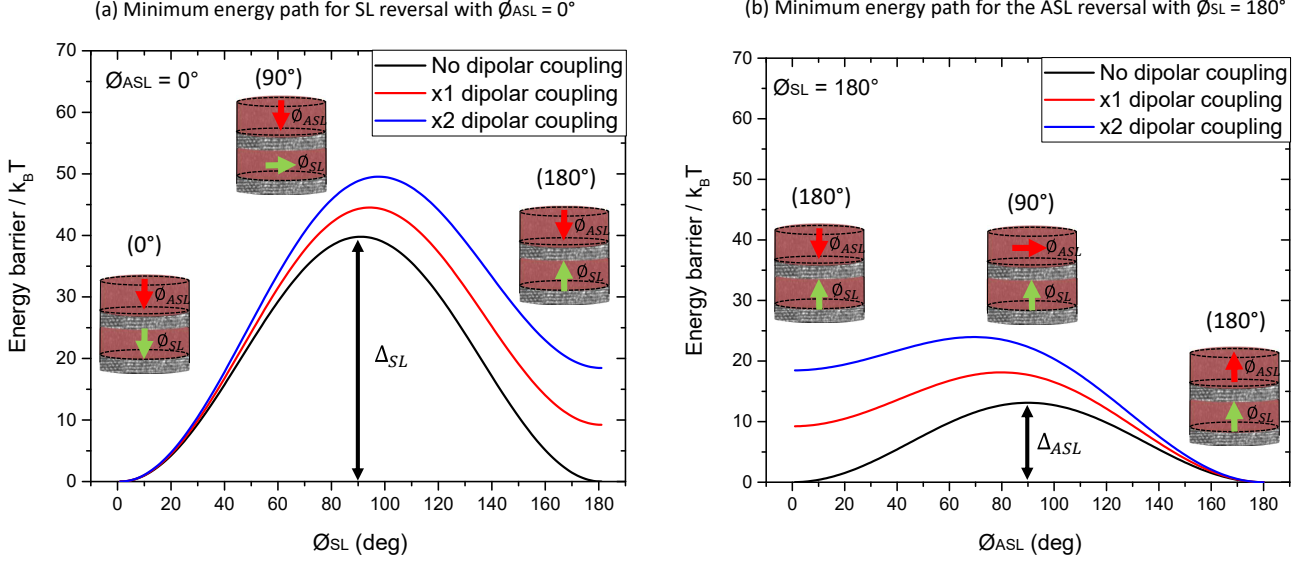 (a) Minimum energy path for SL reversal with ØASL = 0°
(b) Minimum energy path for the ASL reversal with ØSL = 180°
70
60
50
40
30
20
10
0
Energy barrier / kBT
ØASL = 0°
No dipolar coupling
x1 dipolar coupling
x2 dipolar coupling
(90°)
ØASL
ØSL
(0°)
ØASL
ØSL
(180°)
ØASL
ØSL
ΔSL
0 20 40 60 80 100 120 140 160 180
ØSL (deg)
70
60
50
40
30
20
10
0
Energy barrier / kBT
ØSL = 180°
No dipolar coupling
x1 dipolar coupling
x2 dipolar coupling
(180°)
ØASL
ØSL
(90°)
ØASL
ØSL
(180°)
ØASL
ØSL
ΔASL
0 20 40 60 80 100 120 140 160 180
ØASL (deg)